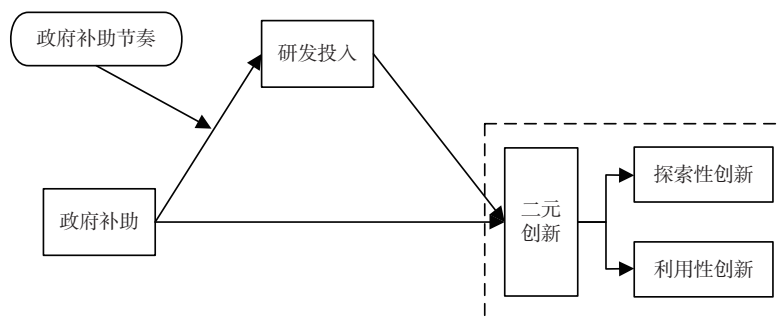 政府补助节奏
研发投入
政府补助
二元
创新
探索性创新
利用性创新